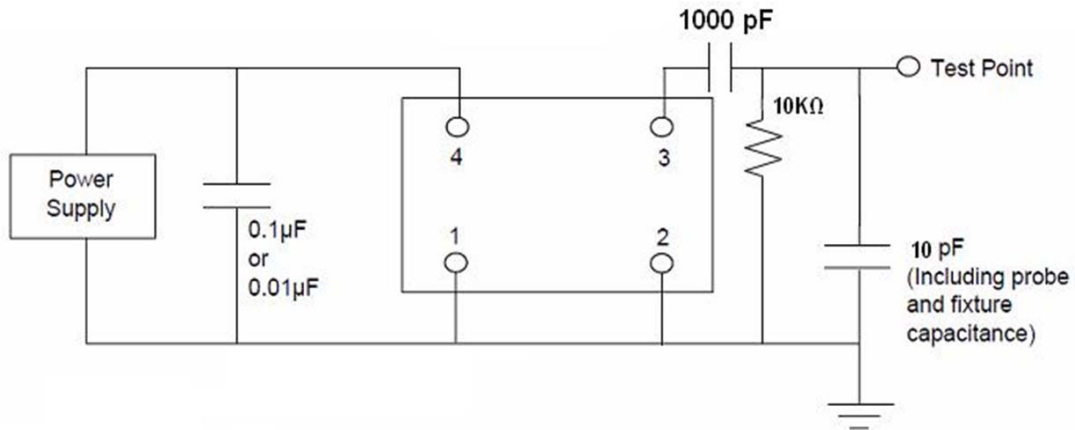 1000 pF
Test Point
10KΩ
4
3
Power
Supply
0.1µF
or
0.01µF
1
2
10 pF
(Including probe
and fixture
capacitance)